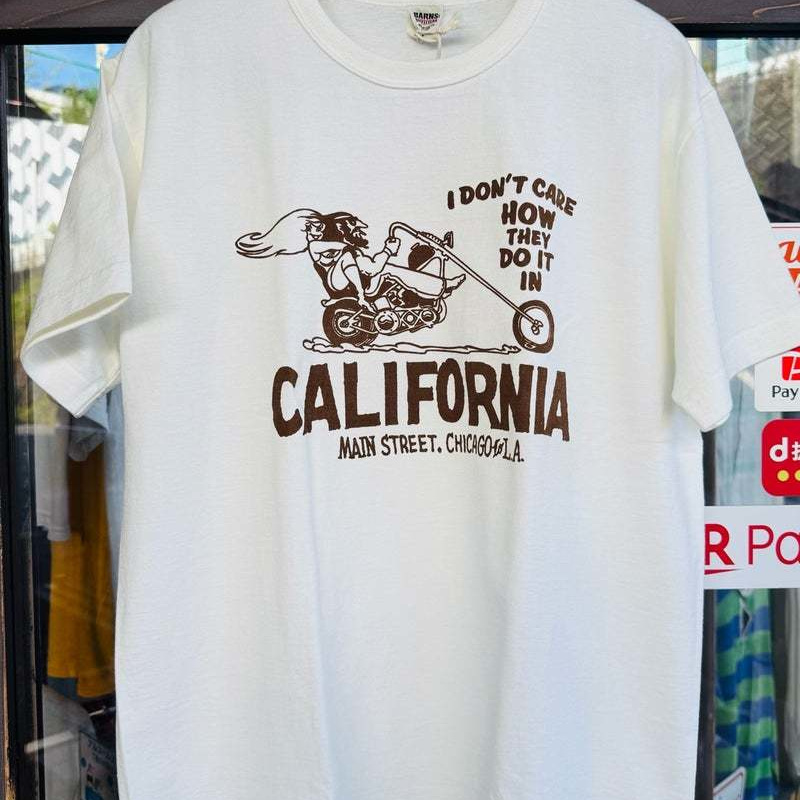 BARNS
I DON'T CARE
HOW
THEY
DO IT
IN
CALIFORNIA
MAIN STREET. CHICAGO to L.A.
Pay
d
R Pa